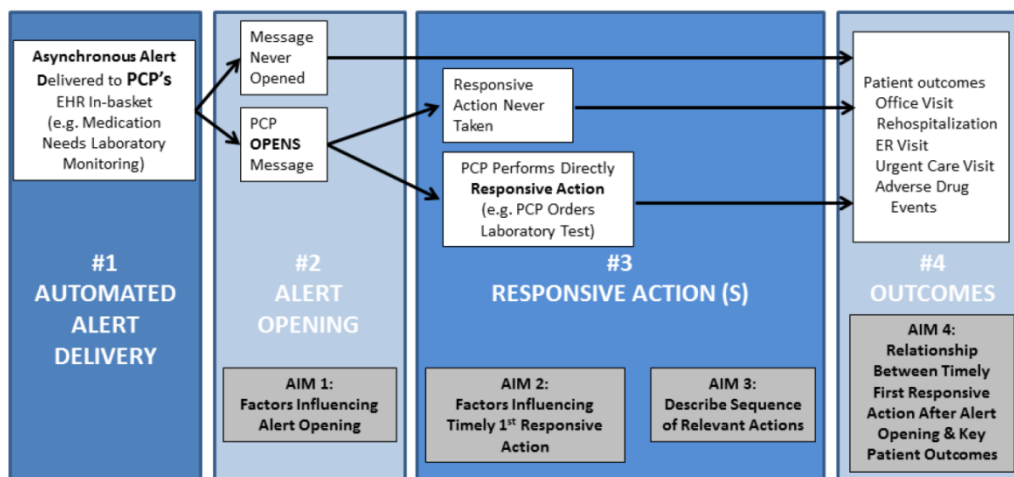 Asynchronous Alert
Delivered to PCP's
EHR In-basket
(e.g. Medication
Needs Laboratory
Monitoring)
#1
AUTOMATED
ALERT
DELIVERY
Message
Never
Opened
PCP
OPENS
Message
#2
ALERT
OPENING
AIM 1:
Factors Influencing
Alert Opening
Responsive
Action Never
Taken
PCP Performs Directly
Responsive Action
(e.g. PCP Orders
Laboratory Test)
#3
RESPONSIVE ACTION (S)
AIM 2:
Factors Influencing
Timely 1st Responsive
Action
AIM 3:
Describe Sequence
of Relevant Actions
Patient outcomes
Office Visit
Rehospitalization
ER Visit
Urgent Care Visit
Adverse Drug
Events
#4
OUTCOMES
AIM 4:
Relationship
Between Timely
First Responsive
Action After Alert
Opening & Key
Patient Outcomes